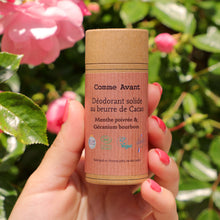 Comme Avant
Déodorant solide
au beurre de Cacao
Menthe poivrée &
Géranium bourbon